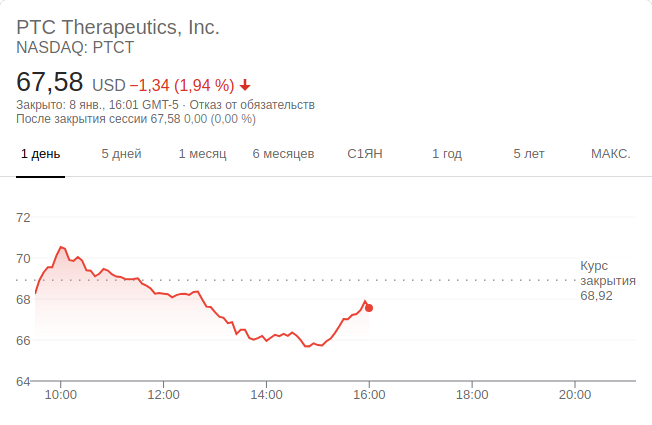 PTC Therapeutics, Inc.
NASDAQ: PTCT
67,58 USD −1,34 (1,94 %)
Закрыто: 8 янв., 16:01 GMT-5 · Отказ от обязательств
После закрытия сессии 67,58 0,00 (0,00 %)
1 день 5 дней 1 месяц 6 месяцев С1ЯН 1 год 5 лет МАКС.
72
70
Курс
закрытия
68,92
68
66
64
10:00 12:00 14:00 16:00 18:00 20:00